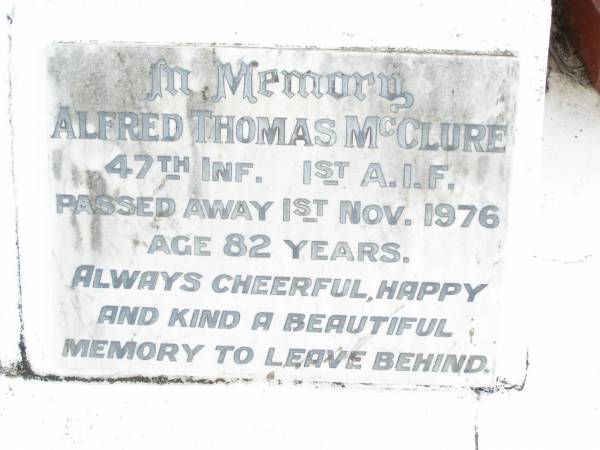 In Memory
ALFRED THOMAS McCLURE
47TH INF. 1ST A.I.F.
PASSED AWAY 1ST NOV. 1976
AGE 82 YEARS.
ALWAYS CHEERFUL, HAPPY
AND KIND A BEAUTIFUL
MEMORY TO LEAVE BEHIND.